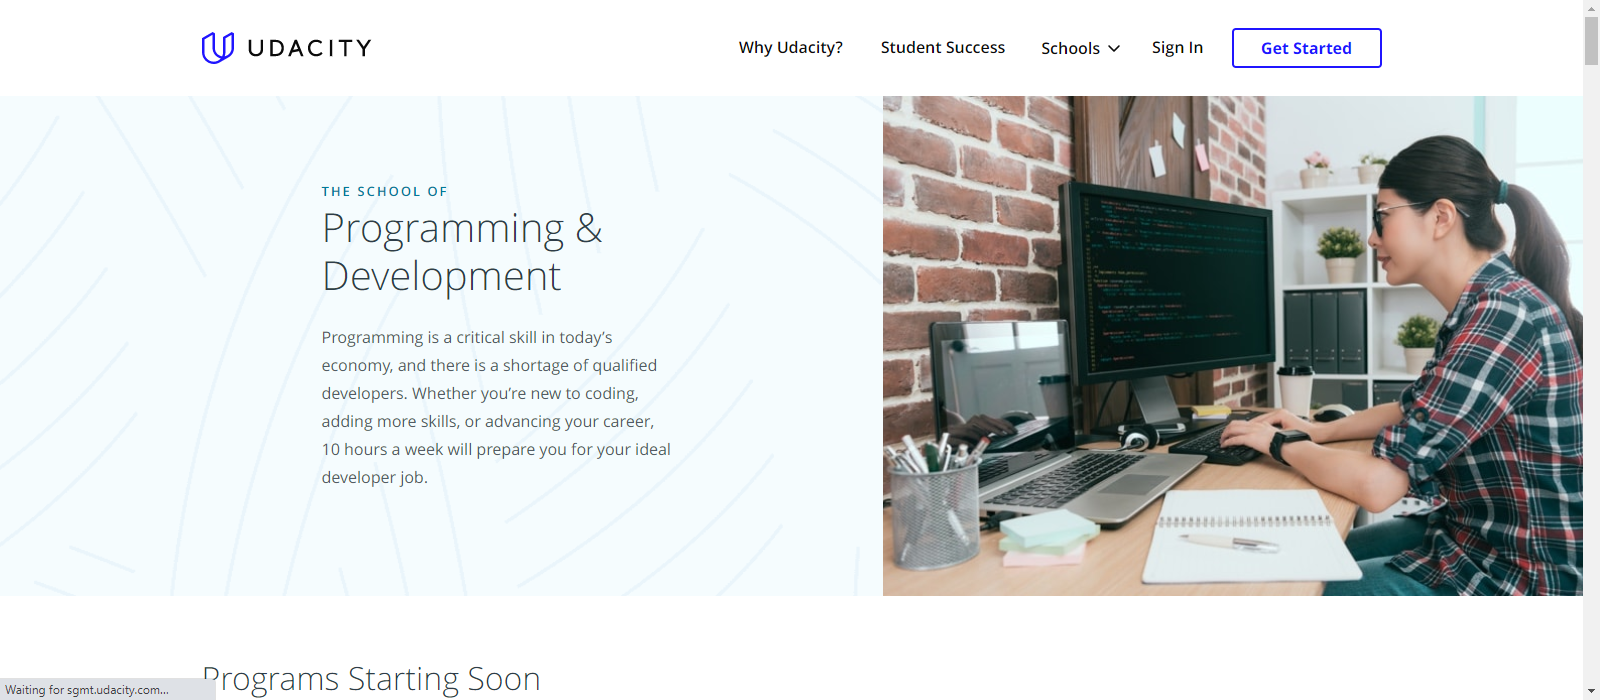 UDACITY
Why Udacity?
Student Success
Schools
Sign In
Get Started
THE SCHOOL OF
Programming &
Development
Programming is a critical skill in today’s
economy, and there is a shortage of qualified
developers. Whether you’re new to coding,
adding more skills, or advancing your career,
10 hours a week will prepare you for your ideal
developer job.
Programs Starting Soon
Waiting for sgmt.udacity.com...